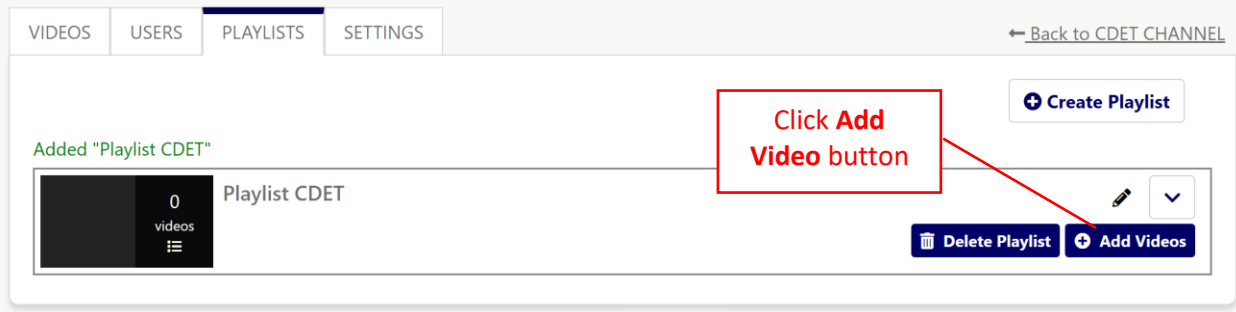 VIDEOS USERS PLAYLISTS SETTINGS
Back to CDET CHANNEL
Create Playlist
Click Add
Video button
Added "Playlist CDET"
0
videos
Playlist CDET
Delete Playlist
Add Videos